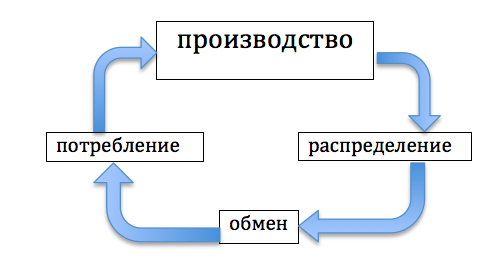 производство
потребление
распределение
обмен